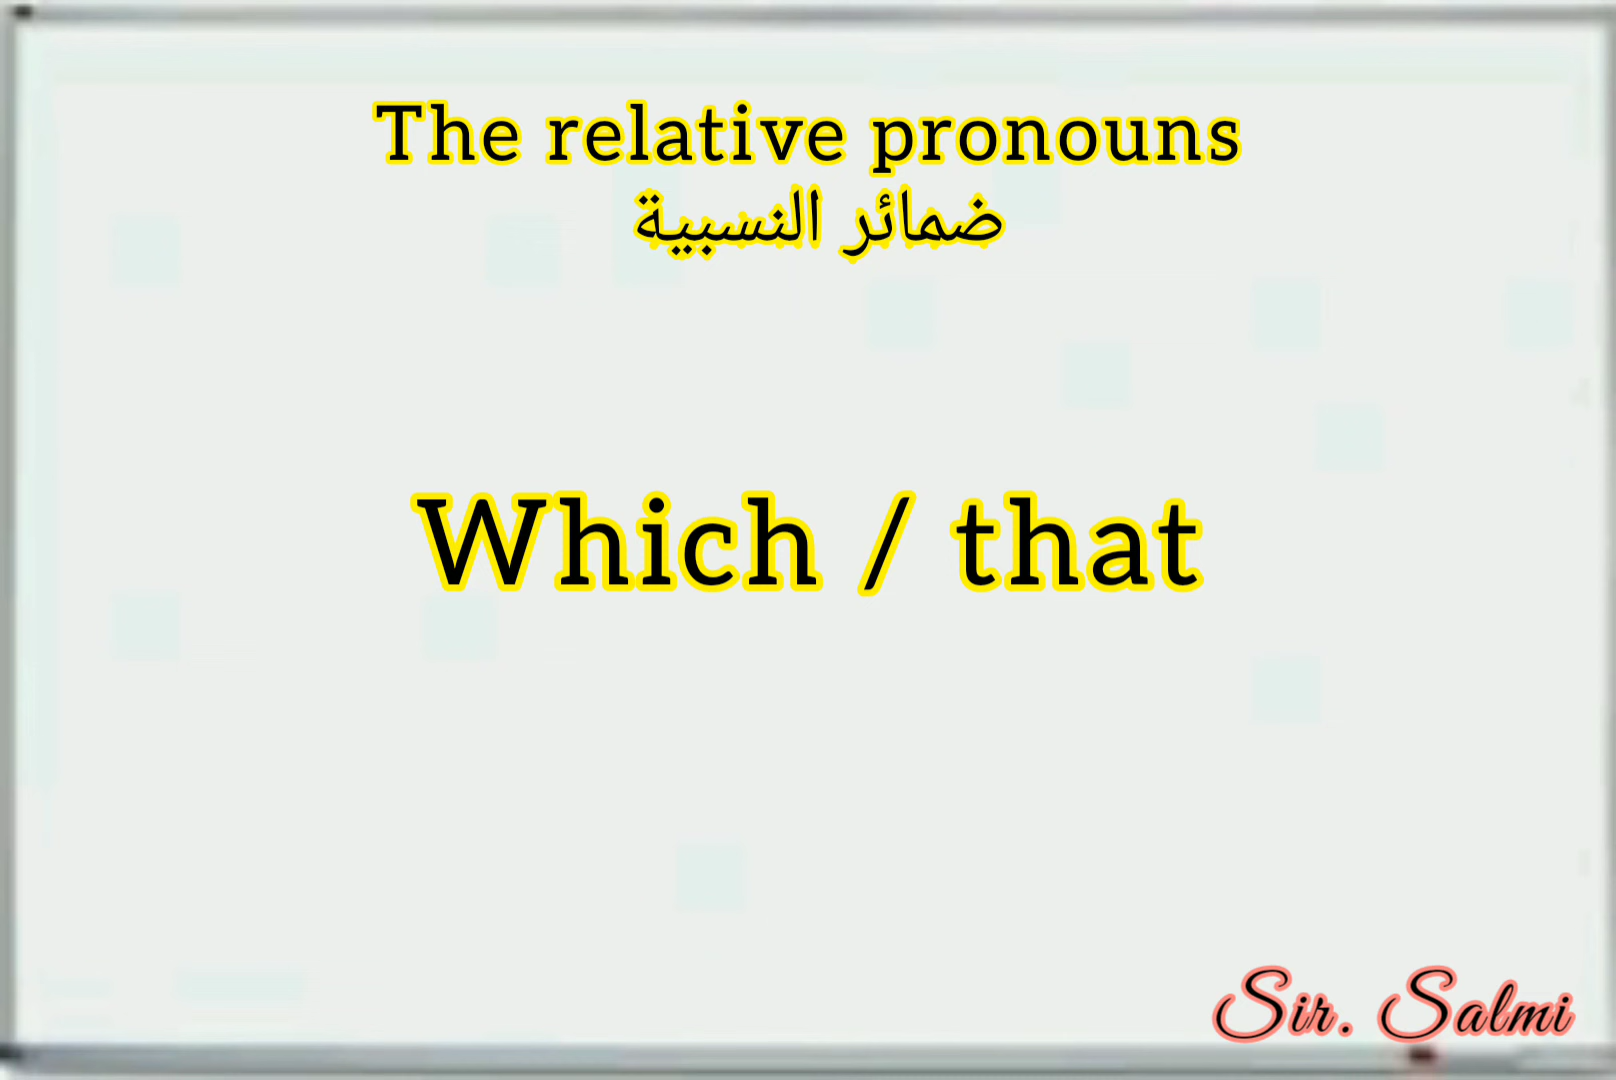 The relative pronouns
ضمائر النسبية
Which / that
Sir. Salmi